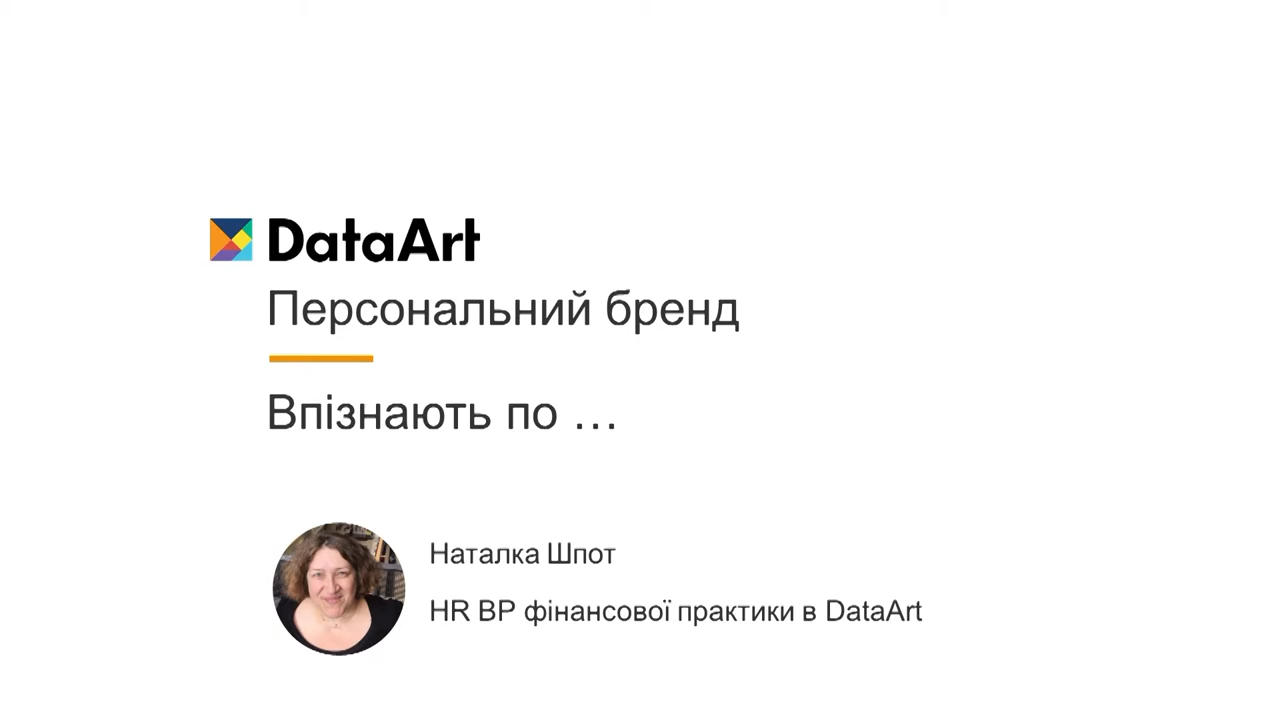 DataArt
Персональний бренд
Впізнають по …
Наталка Шпот
HR BP фінансової практики в DataArt